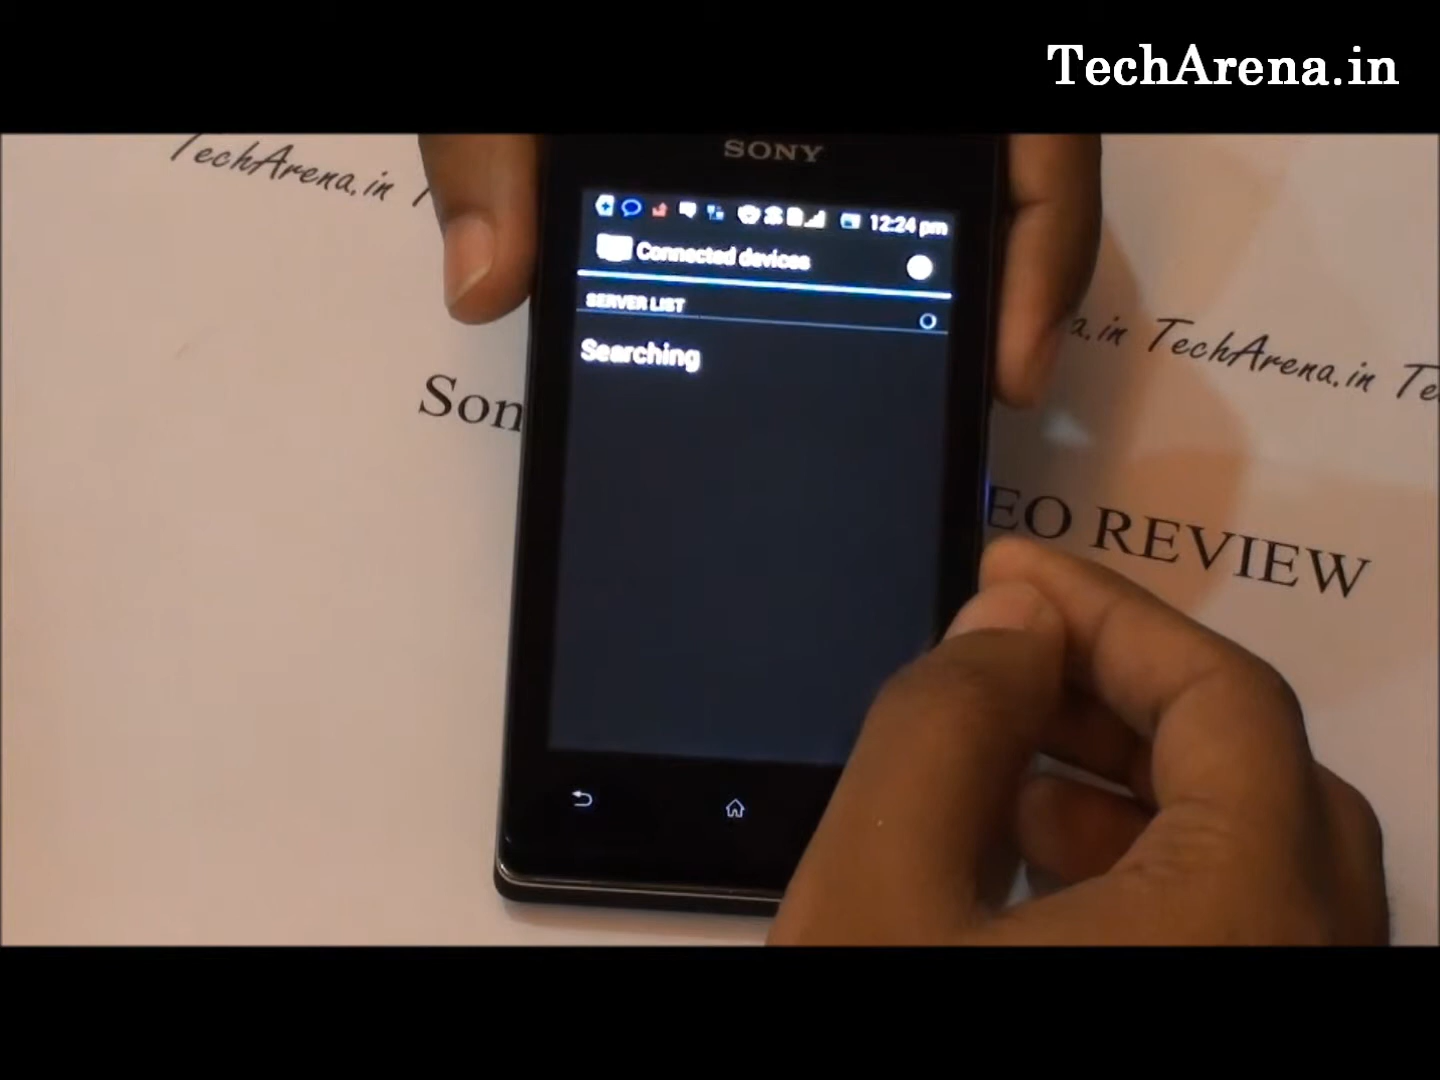 TechArena.in
TechArena.in
SONY
12:24 pm
Connected devices
SERVER LIST
Searching
a.in TechArena.in Te
Son
EO REVIEW